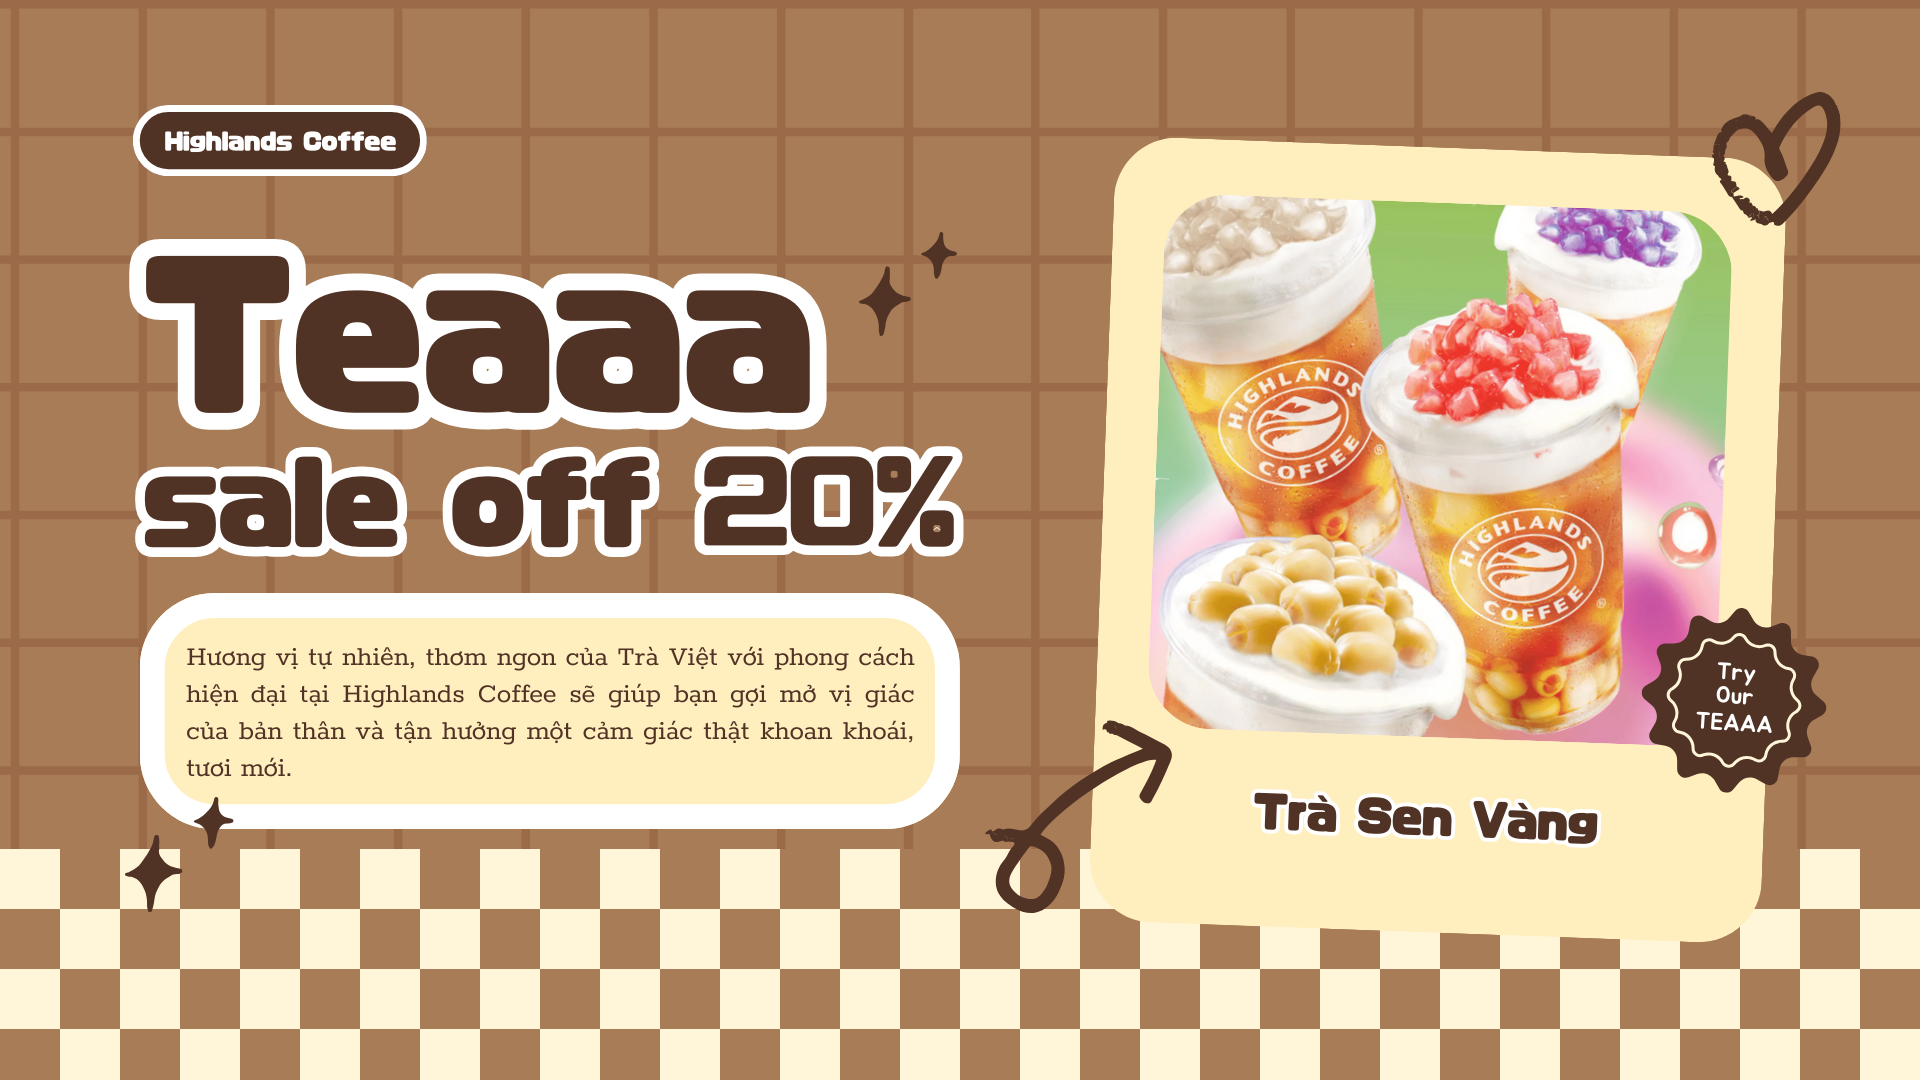 Highlands Coffee
Teaaa
sale off 20%
Hương vị tự nhiên, thơm ngon của Trà Việt với phong cách
hiện đại tại Highlands Coffee sẽ giúp bạn gợi mở vị giác
của bản thân và tận hưởng một cảm giác thật khoan khoái,
tươi mới.
HIGHLANDS
COFFEE
®
HIGHLANDS
COFFEE
®
Try
Our
TEAAA
Trà Sen Vàng